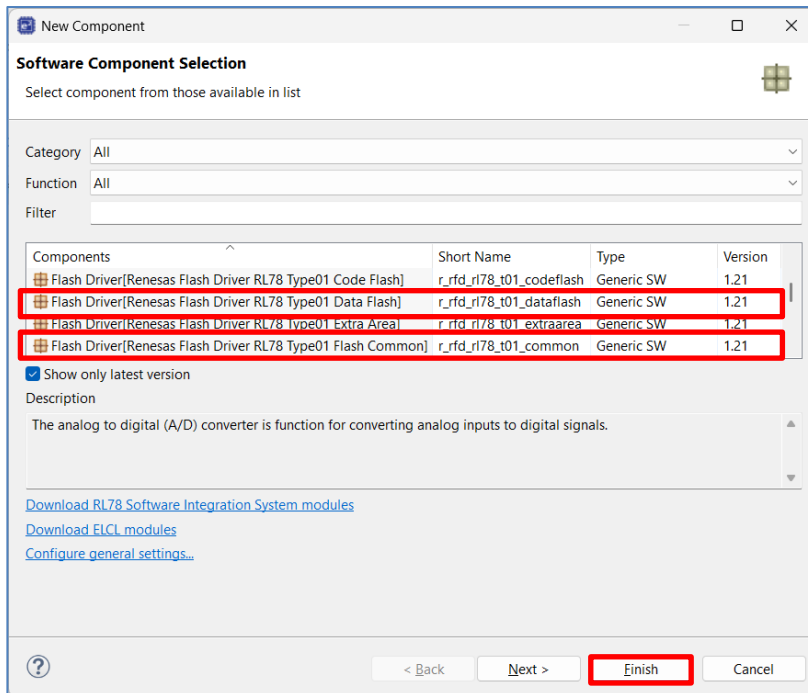 New Component
Software Component Selection
Select component from those available in list
Category All
Function All
Filter
Components Short Name Type Version
Flash Driver[Renesas Flash Driver RL78 Type01 Code Flash] r_rfd_rl78_t01_codeflash Generic SW 1.21
Flash Driver[Renesas Flash Driver RL78 Type01 Data Flash] r_rfd_rl78_t01_dataflash Generic SW 1.21
Flash Driver[Renesas Flash Driver RL78 Type01 Extra Area] r_rfd_rl78_t01_extraarea Generic SW 1.21
Flash Driver[Renesas Flash Driver RL78 Type01 Flash Common] r_rfd_rl78_t01_common Generic SW 1.21
Show only latest version
Description
The analog to digital (A/D) converter is function for converting analog inputs to digital signals.
Download RL78 Software Integration System modules
Download ELCL modules
Configure general settings...
? < Back Next > Finish Cancel